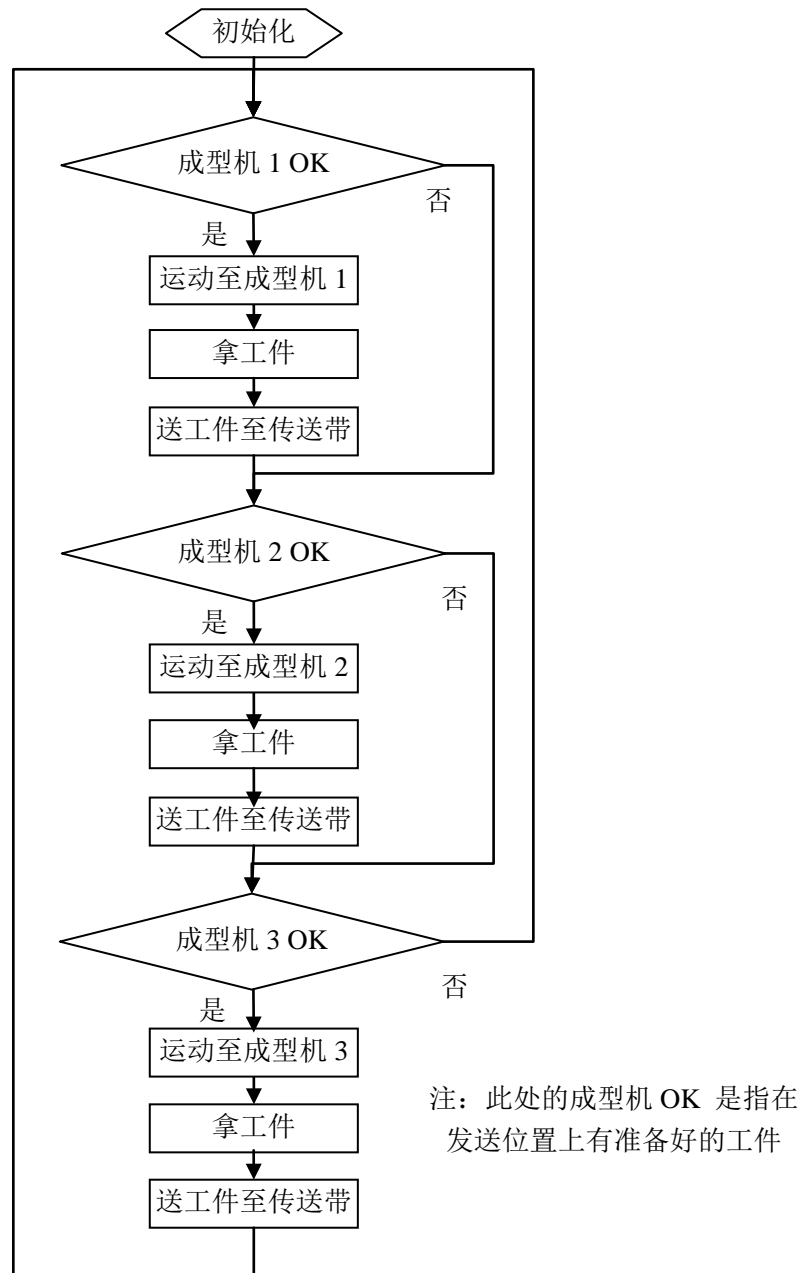 初始化
成型机 1 OK
否
是
运动至成型机 1
拿工件
送工件至传送带
成型机 2 OK
否
是
运动至成型机 2
拿工件
送工件至传送带
成型机 3 OK
否
是
运动至成型机 3
拿工件
送工件至传送带
注：此处的成型机 OK 是指在
发送位置上有准备好的工件